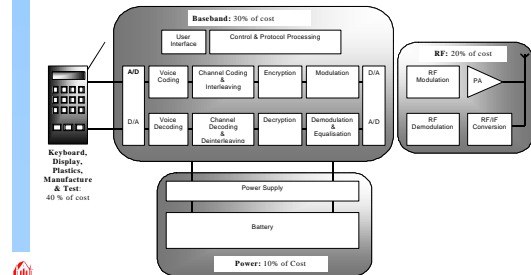 Baseband: 30% of cost
User
Interface
Control & Protocol Processing
RF: 20% of cost
A/D
Voice
Coding
Channel Coding
&
Interleaving
Encryption
Modulation
D/A
RF
Modulation
PA
D/A
Voice
Decoding
Channel
Decoding
&
Deinterleaving
Decryption
Demodulation
&
Equalisation
A/D
RF
Demodulation
RF/IF
Conversion
Keyboard,
Display,
Plastics,
Manufacture
& Test:
40 % of cost
Power Supply
Battery
Power: 10% of Cost